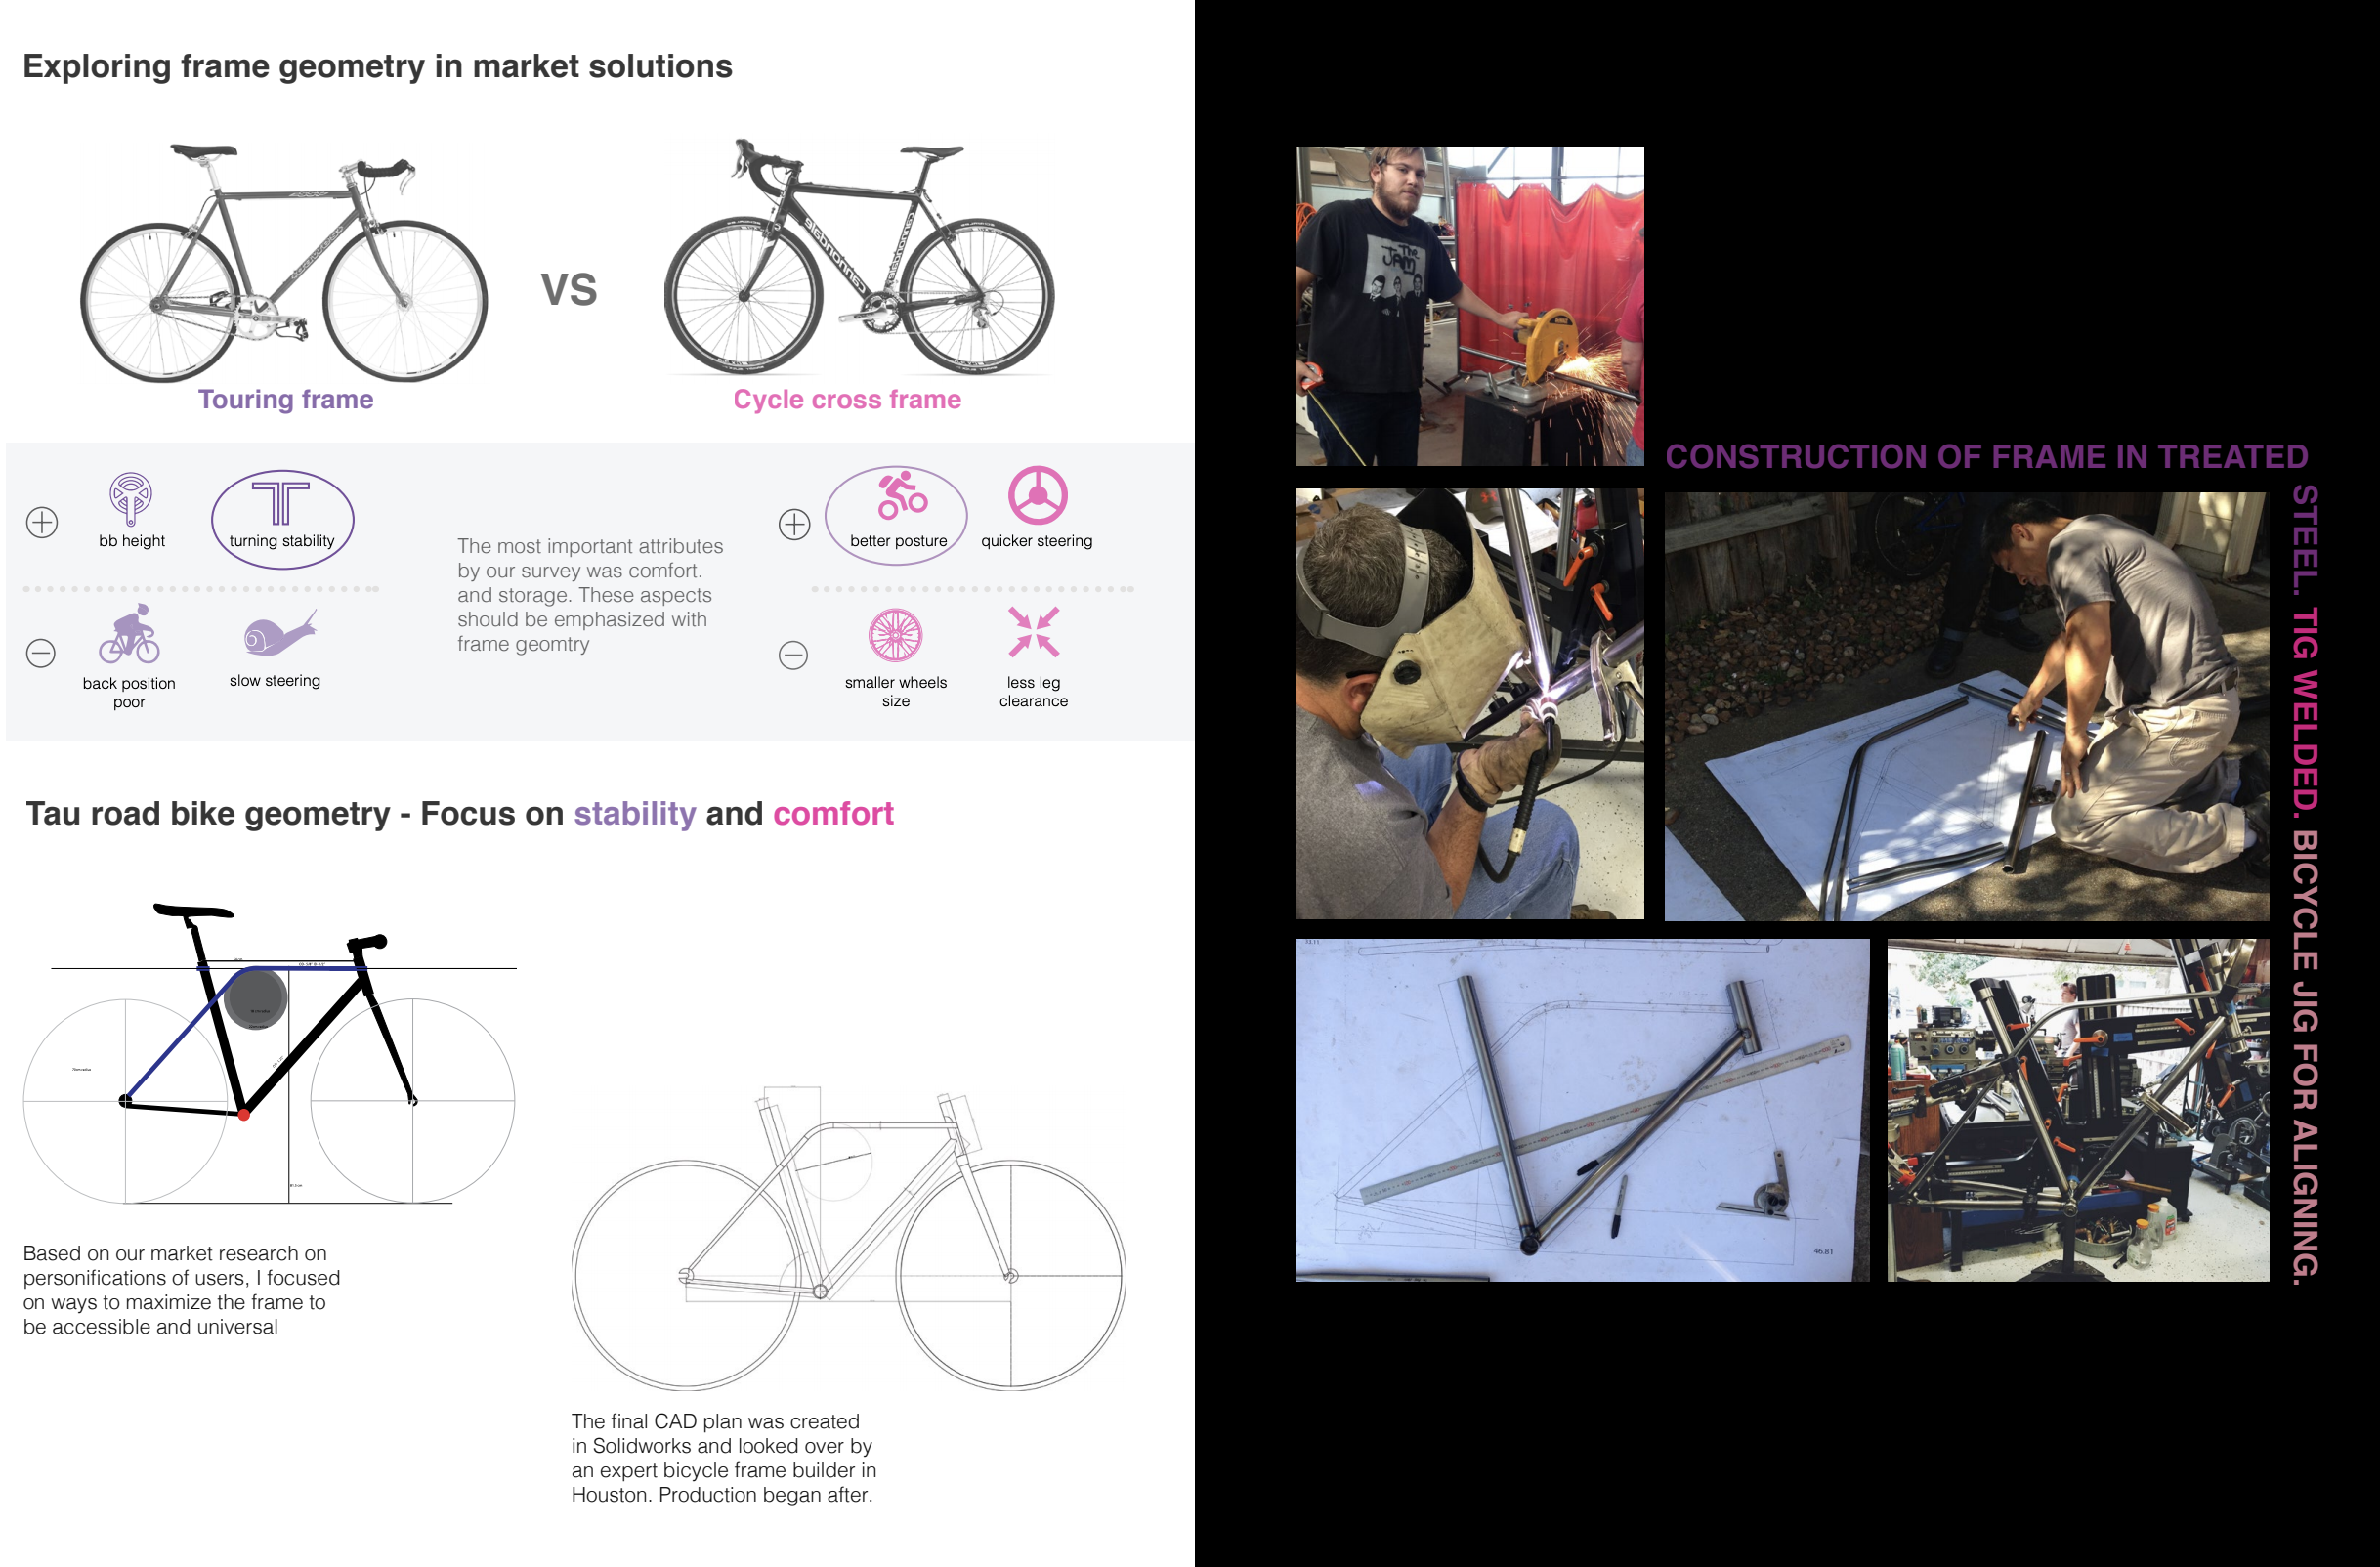 Exploring frame geometry in market solutions
VS
cannondale
cannondale
Touring frame
Cycle cross frame
bb height
turning stability
back position
poor
slow steering
The most important attributes
by our survey was comfort.
and storage. These aspects
should be emphasized with
frame geomtry
better posture
quicker steering
smaller wheels
size
less leg
clearance
Tau road bike geometry - Focus on stability and comfort
Based on our market research on
personifications of users, I focused
on ways to maximize the frame to
be accessible and universal
The final CAD plan was created
in Solidworks and looked over by
an expert bicycle frame builder in
Houston. Production began after.
The
JAM
CONSTRUCTION OF FRAME IN TREATED
STEEL. TIG WELDED. BICYCLE JIG FOR ALIGNING.
46.81